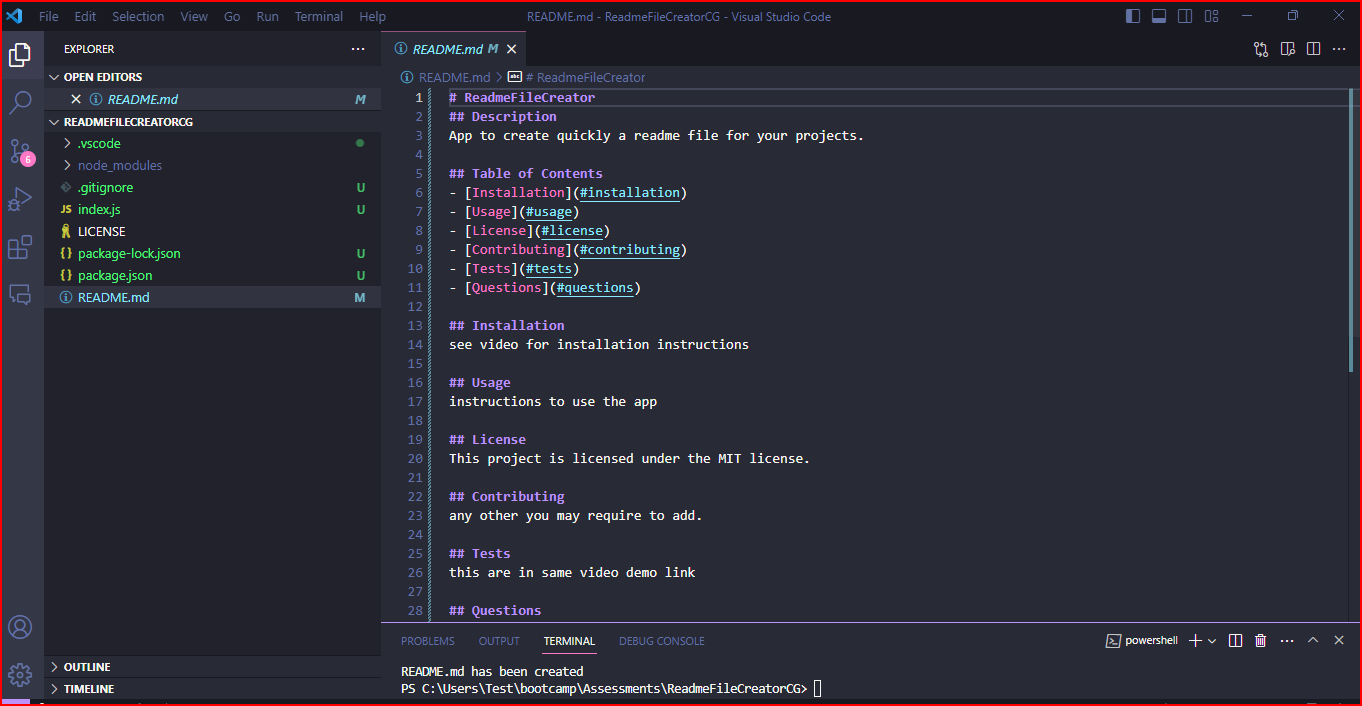 File Edit Selection View Go Run Terminal Help
README.md - ReadmeFileCreatorCG - Visual Studio Code
EXPLORER
OPEN EDITORS
README.md M
READMEFILECREATORCG
.vscode
node_modules
.gitignore U
JS index.js U
LICENSE
{} package-lock.json U
{} package.json U
README.md M
OUTLINE
TIMELINE
6
README.md M
README.md > # ReadmeFileCreator
1 # ReadmeFileCreator
2 ## Description
3 App to create quickly a readme file for your projects.
4
5 ## Table of Contents
6 - [Installation](#installation)
7 - [Usage](#usage)
8 - [License](#license)
9 - [Contributing](#contributing)
10 - [Tests](#tests)
11 - [Questions](#questions)
12
13 ## Installation
14 see video for installation instructions
15
16 ## Usage
17 instructions to use the app
18
19 ## License
20 This project is licensed under the MIT license.
21
22 ## Contributing
23 any other you may require to add.
24
25 ## Tests
26 this are in same video demo link
27
28 ## Questions
PROBLEMS OUTPUT TERMINAL DEBUG CONSOLE
powershell
README.md has been created
PS C:\Users\Test\bootcamp\Assessments\ReadmeFileCreatorCG>